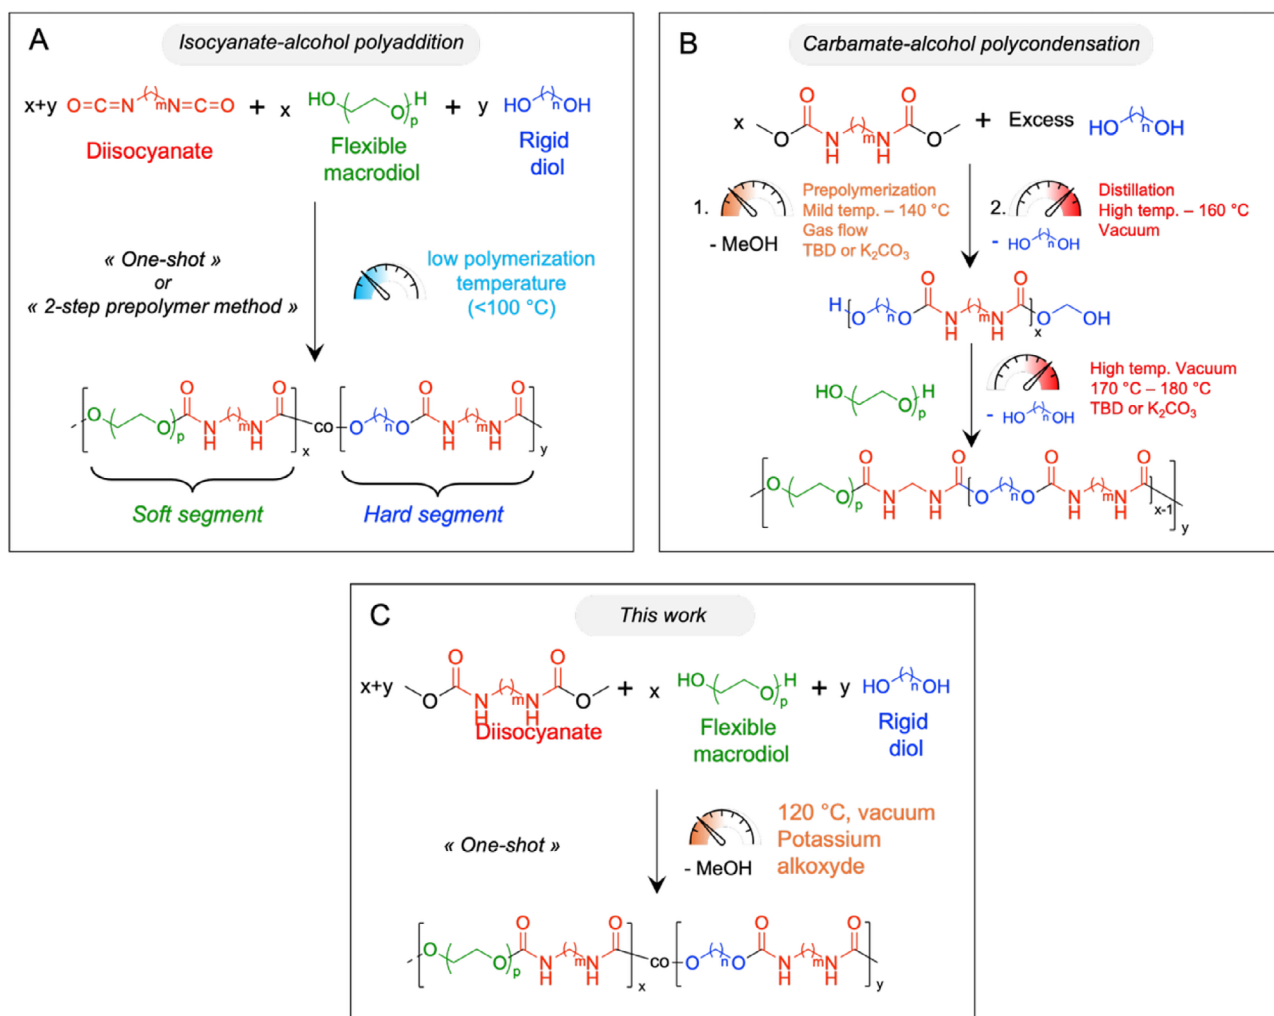 A
Isocyanate-alcohol polyaddition
x+y O=C=N ( )m N=C=O + x HO ( O ) p H + y HO ( ) n OH
Diisocyanate
Flexible
macrodiol
Rigid
diol
« One-shot »
or
« 2-step prepolymer method »
low polymerization
temperature
(<100 °C)
O O p O N H m N H O x co O n O O N H m N H O y
Soft segment
Hard segment
B
Carbamate-alcohol polycondensation
x O O N H m N H O O + Excess HO n OH
1.
- MeOH
Prepolymerization
Mild temp. – 140 °C
Gas flow
TBD or K2CO3
2.
- HO n OH
Distillation
High temp. – 160 °C
Vacuum
H O n O O N H m N H O x O OH
HO O p H
- HO n OH
High temp. Vacuum
170 °C – 180 °C
TBD or K2CO3
O O p O N H N H O O n O O N H m N H O x-1 y
C
This work
x+y O O N H m N H O O + x HO O p H + y HO n OH
Diisocyanate
Flexible
macrodiol
Rigid
diol
« One-shot »
- MeOH
120 °C, vacuum
Potassium
alkoxyde
O O p O N H m N H O x co O n O O N H m N H O y